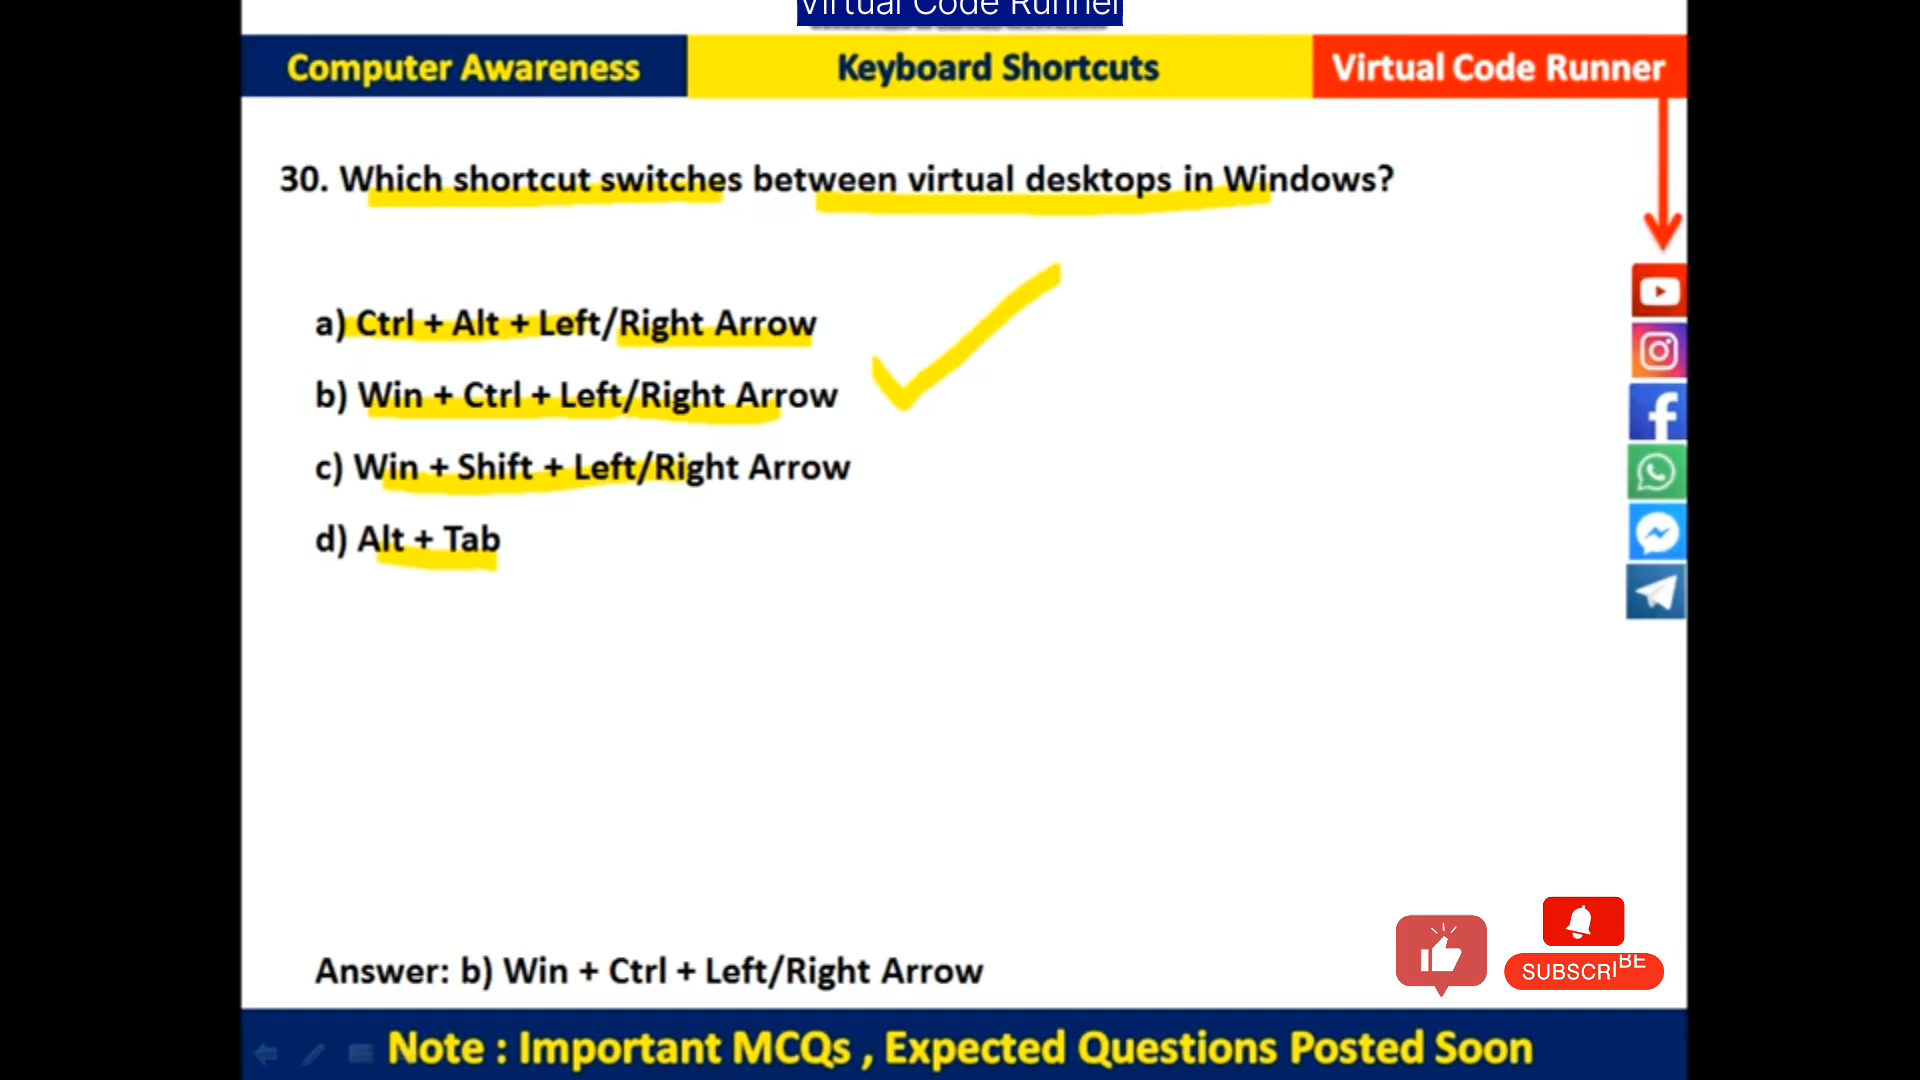 Virtual Code Runner
Computer Awareness
Keyboard Shortcuts
Virtual Code Runner
30. Which shortcut switches between virtual desktops in Windows?
a) Ctrl + Alt + Left/Right Arrow
b) Win + Ctrl + Left/Right Arrow
c) Win + Shift + Left/Right Arrow
d) Alt + Tab
Answer: b) Win + Ctrl + Left/Right Arrow
SUBSCRIBE
Note : Important MCQs , Expected Questions Posted Soon